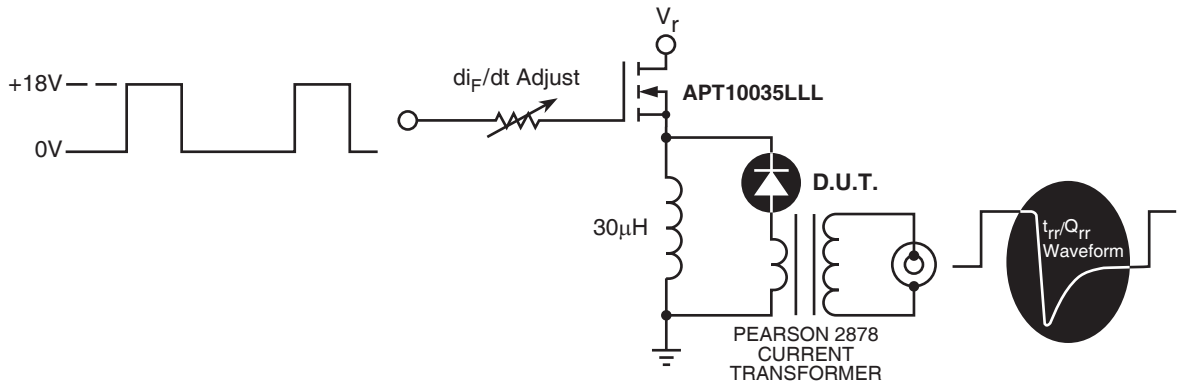 V_r
+18V
di_F/dt Adjust
APT10035LLL
0V
D.U.T.
30μH
t_rr/Q_rr
Waveform
PEARSON 2878
CURRENT
TRANSFORMER